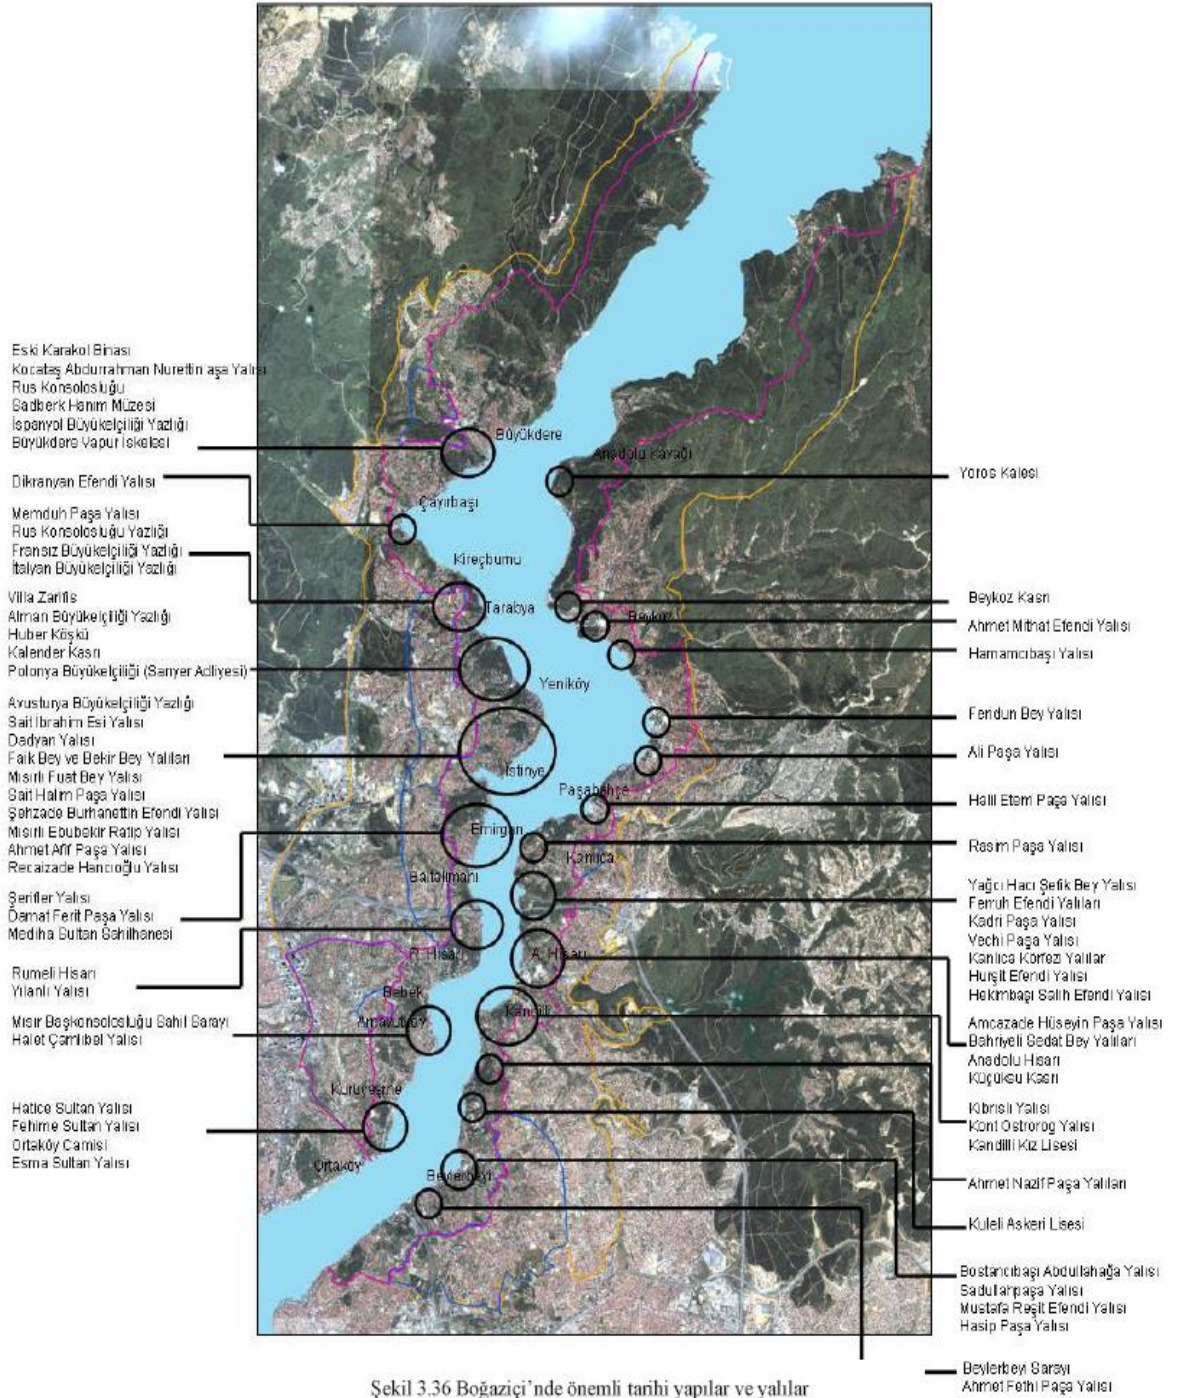 Eski Karakol Binası
Kocataş Abdurrahman Nurettin aşa Yalısı
Rus Konsolosluğu
Sadberk Hanım Müzesi
İspanyol Büyükelçiliği Yazlığı
Büyükdere Vapur İskelesi
Dikranyan Efendi Yalısı
Memduh Paşa Yalısı
Rus Konsolosluğu Yazlığı
Fransız Büyükelçiliği Yazlığı
İtalyan Büyükelçiliği Yazlığı
Villa Zarifis
Alman Büyükelçiliği Yazlığı
Huber Köşkü
Kalender Kasrı
Polonya Büyükelçiliği (Sarıyer Adliyesi)
Avusturya Büyükelçiliği Yazlığı
Sait İbrahim Esi Yalısı
Dadyan Yalısı
Faik Bey ve Bekir Bey Yalıları
Mısırlı Fuat Bey Yalısı
Sait Halim Paşa Yalısı
Şehzade Burhanettin Efendi Yalısı
Mısırlı Ebubekir Ratip Yalısı
Ahmet Afif Paşa Yalısı
Recaizade Hancıoğlu Yalısı
Şerifler Yalısı
Damat Ferit Paşa Yalısı
Mediha Sultan Sahilhanesi
Rumeli Hisarı
Yılanlı Yalısı
Mısır Başkonsolosluğu Sahil Sarayı
Halet Çamlıbel Yalısı
Hatice Sultan Yalısı
Fehime Sultan Yalısı
Ortaköy Camisi
Esma Sultan Yalısı
Büyükdere
Anadolu Kavağı
Çayırbaşı
Kireçburnu
Tarabya
Beykoz
Yeniköy
İstinye
Paşabahçe
Emirgan
Kanlıca
Baltalimanı
R. Hisarı
A. Hisarı
Bebek
Kandilli
Arnavutköy
Kuruçeşme
Ortaköy
Beylerbeyi
Yoros Kalesi
Beykoz Kasrı
Ahmet Mithat Efendi Yalısı
Hamamcıbaşı Yalısı
Feridun Bey Yalısı
Ali Paşa Yalısı
Halil Etem Paşa Yalısı
Rasim Paşa Yalısı
Yağcı Hacı Şefik Bey Yalısı
Ferruh Efendi Yalıları
Kadri Paşa Yalısı
Vechi Paşa Yalısı
Kanlıca Körfezi Yalılar
Hurşit Efendi Yalısı
Hekimbaşı Salih Efendi Yalısı
Amcazade Hüseyin Paşa Yalısı
Bahriyeli Sedat Bey Yalıları
Anadolu Hisarı
Küçüksu Kasrı
Kıbrıslı Yalısı
Kont Ostrorog Yalısı
Kandilli Kız Lisesi
Ahmet Nazif Paşa Yalıları
Kuleli Askeri Lisesi
Bostancıbaşı Abdullahağa Yalısı
Sadullahpaşa Yalısı
Mustafa Reşit Efendi Yalısı
Hasip Paşa Yalısı
Beylerbeyi Sarayı
Ahmet Fethi Paşa Yalısı
Şekil 3.36 Boğaziçi'nde önemli tarihi yapılar ve yalılar